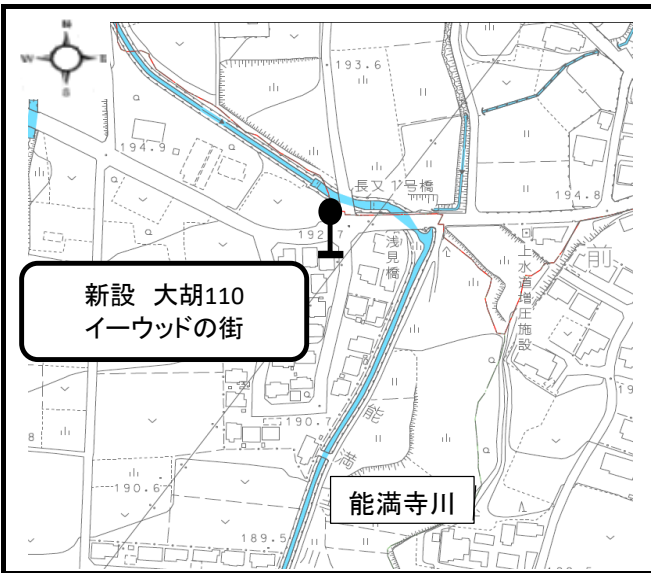 N
W
E
S
193.6
194.9
長又1号橋
194.8
192.7
浅見橋
上水道増圧施設
前
新設 大胡110
イーウッドの街
190.7
能
満
190.6
能満寺川
189.5